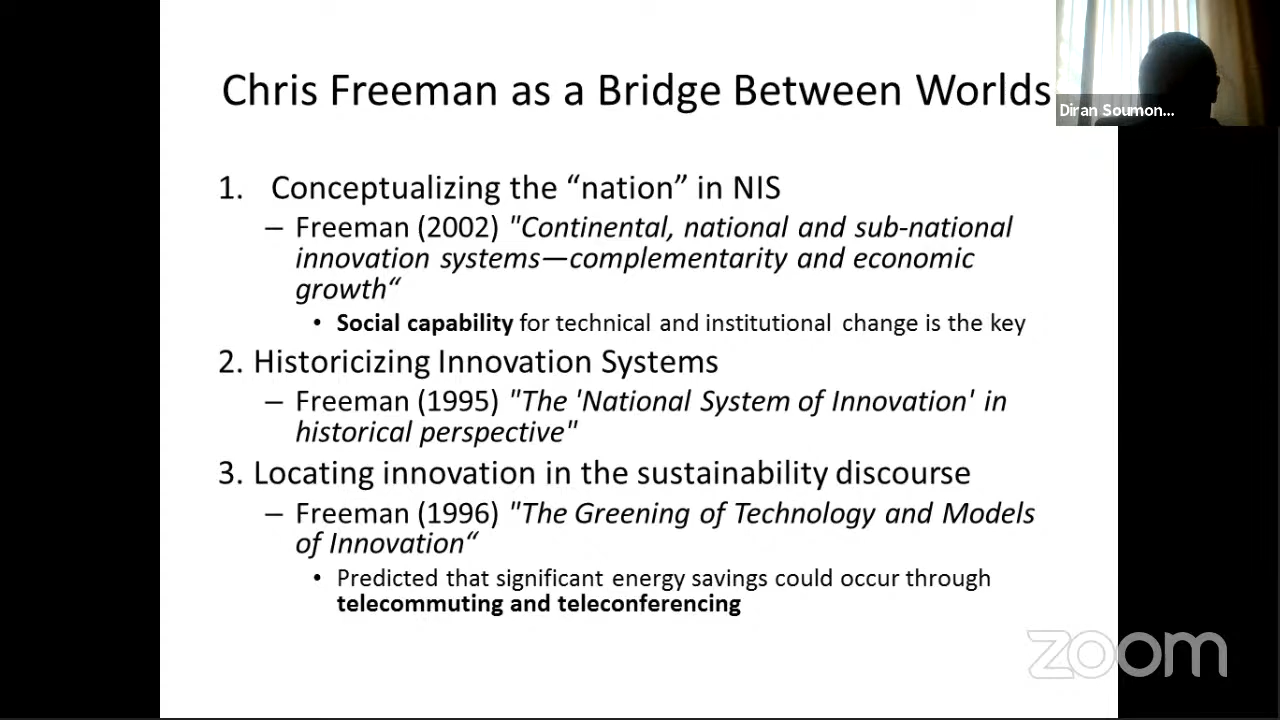 Chris Freeman as a Bridge Between Worlds
Diran Soumon...
1. Conceptualizing the “nation” in NIS
– Freeman (2002) "Continental, national and sub-national
innovation systems—complementarity and economic
growth“
• Social capability for technical and institutional change is the key
2. Historicizing Innovation Systems
– Freeman (1995) "The 'National System of Innovation' in
historical perspective"
3. Locating innovation in the sustainability discourse
– Freeman (1996) "The Greening of Technology and Models
of Innovation“
• Predicted that significant energy savings could occur through
telecommuting and teleconferencing
zoom